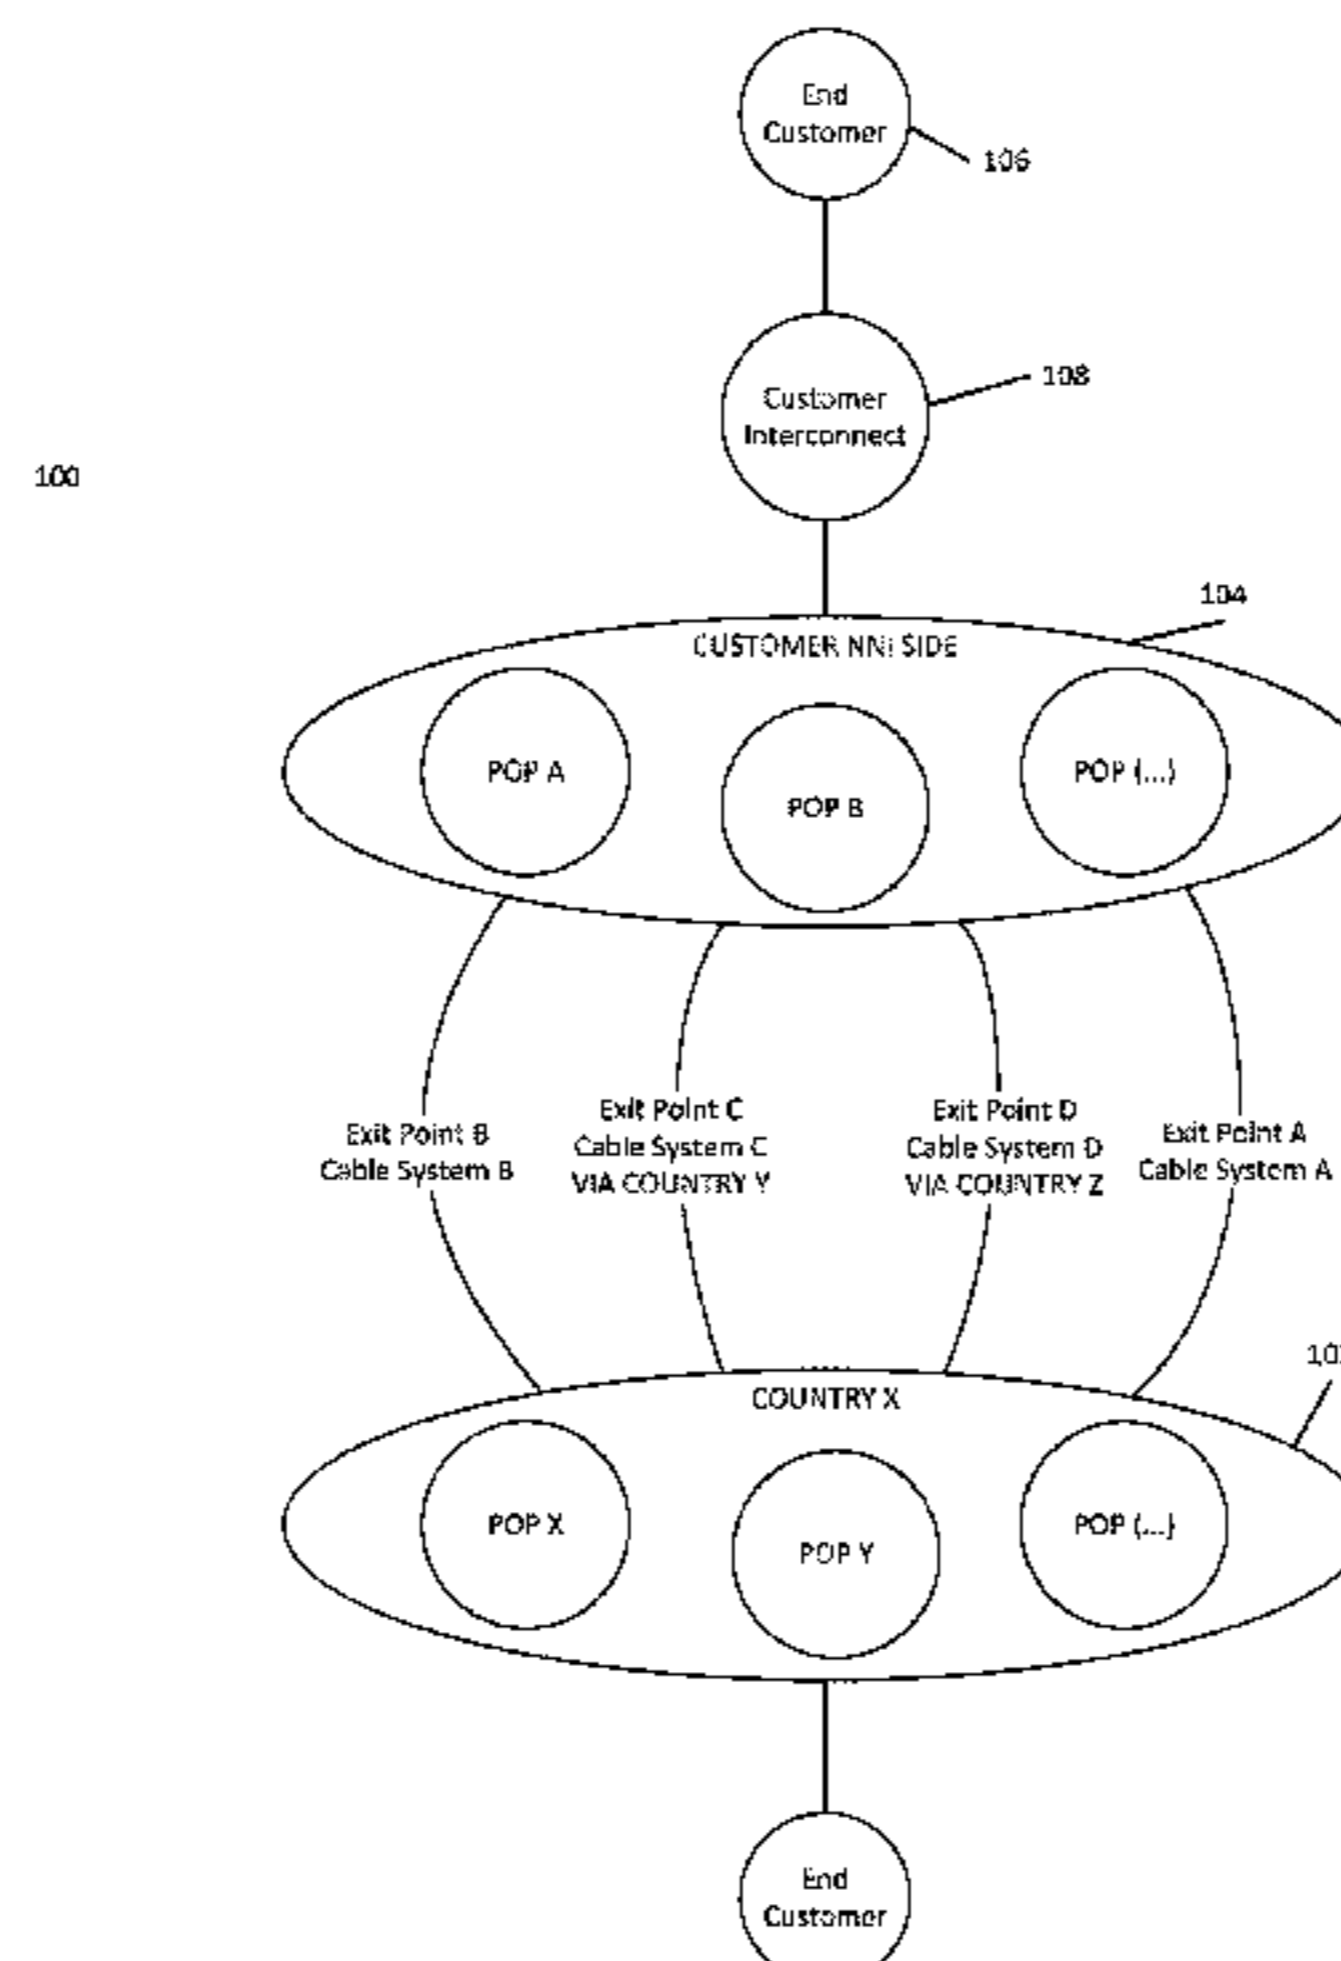 End
Customer
106
Customer
Interconnect
108
100
104
CUSTOMER NNI SIDE
POP A
POP B
POP (...)
Exit Point B
Cable System B
Exit Point C
Cable System C
VIA COUNTRY Y
Exit Point D
Cable System D
VIA COUNTRY Z
Exit Point A
Cable System A
COUNTRY X
POP X
POP Y
POP (...)
End
Customer